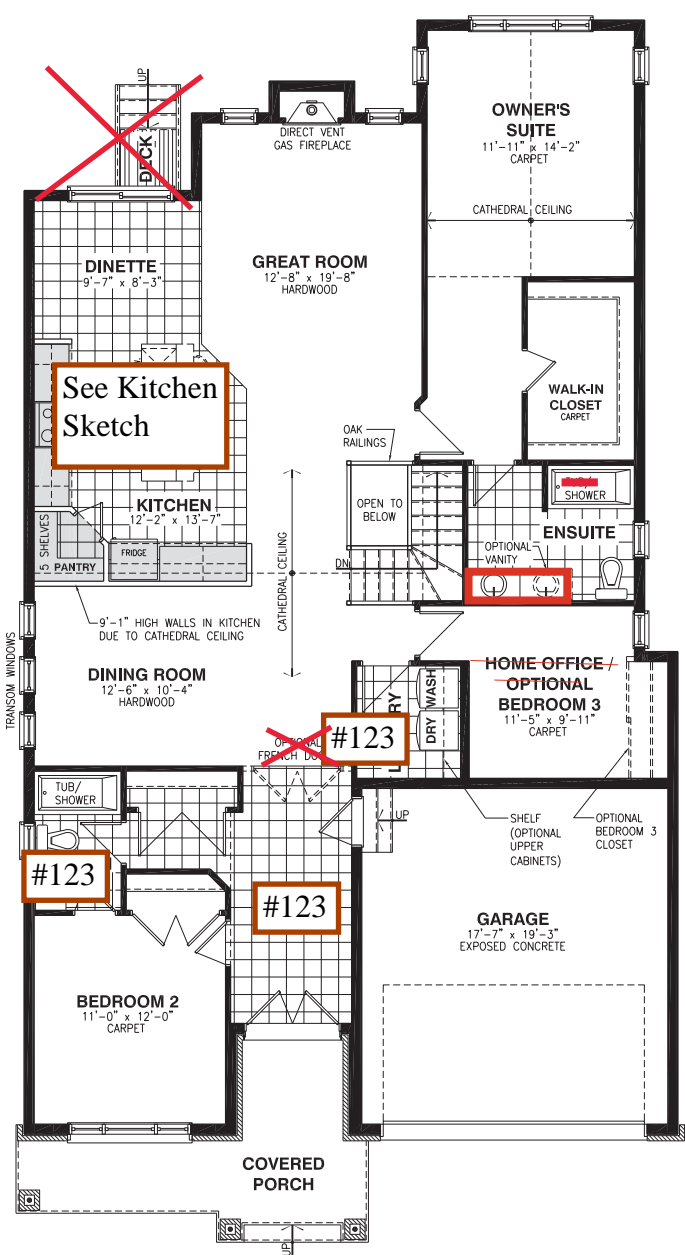 UP
DECK
DIRECT VENT
GAS FIREPLACE
OWNER'S
SUITE
11'-11" x 14'-2"
CARPET
CATHEDRAL CEILING
DINETTE
9'-7" x 8'-3"
GREAT ROOM
12'-8" x 19'-8"
HARDWOOD
See Kitchen
Sketch
WALK-IN
CLOSET
CARPET
OAK
RAILINGS
OPEN TO
BELOW
DN
SHOWER
ENSUITE
OPTIONAL
VANITY
KITCHEN
12'-2" x 13'-7"
5 SHELVES
PANTRY
FRIDGE
CATHEDRAL CEILING
9'-1" HIGH WALLS IN KITCHEN
DUE TO CATHEDRAL CEILING
TRANSOM WINDOWS
DINING ROOM
12'-6" x 10'-4"
HARDWOOD
HOME OFFICE /
OPTIONAL
BEDROOM 3
11'-5" x 9'-11"
CARPET
WASH
DRY
#123
TUB/
SHOWER
UP
SHELF
(OPTIONAL
UPPER
CABINETS)
OPTIONAL
BEDROOM 3
CLOSET
#123
#123
GARAGE
17'-7" x 19'-3"
EXPOSED CONCRETE
BEDROOM 2
11'-0" x 12'-0"
CARPET
COVERED
PORCH
UP